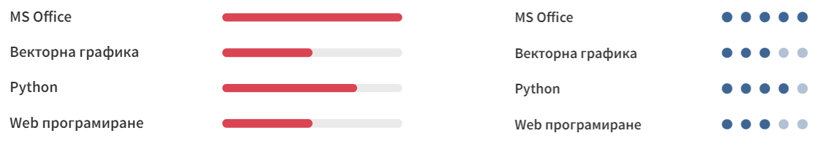 MS Office
Векторна графика
Python
Web програмиране
MS Office
Векторна графика
Python
Web програмиране